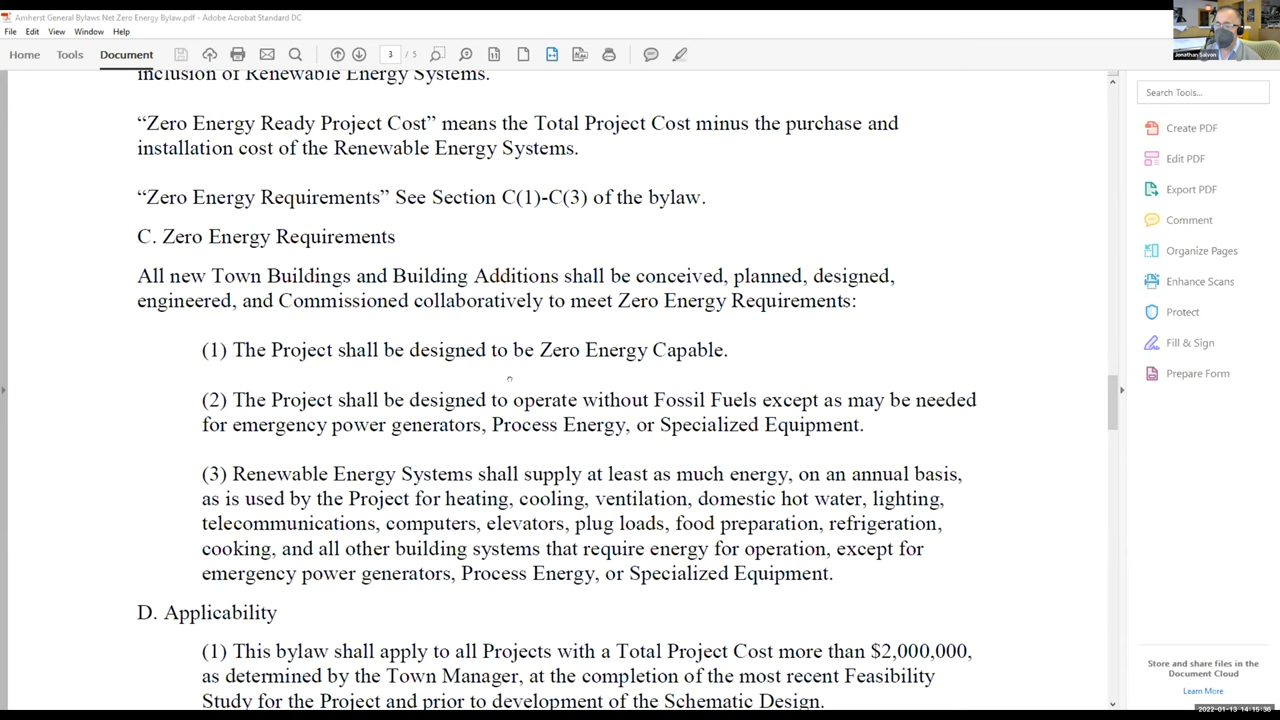 Amherst General Bylaws Net Zero Energy Bylaw.pdf - Adobe Acrobat Standard DC
File Edit View Window Help
Home Tools Document 3 / 5
inclusion of Renewable Energy Systems.
“Zero Energy Ready Project Cost” means the Total Project Cost minus the purchase and
installation cost of the Renewable Energy Systems.
“Zero Energy Requirements” See Section C(1)-C(3) of the bylaw.
C. Zero Energy Requirements
All new Town Buildings and Building Additions shall be conceived, planned, designed,
engineered, and Commissioned collaboratively to meet Zero Energy Requirements:
(1) The Project shall be designed to be Zero Energy Capable.
(2) The Project shall be designed to operate without Fossil Fuels except as may be needed
for emergency power generators, Process Energy, or Specialized Equipment.
(3) Renewable Energy Systems shall supply at least as much energy, on an annual basis,
as is used by the Project for heating, cooling, ventilation, domestic hot water, lighting,
telecommunications, computers, elevators, plug loads, food preparation, refrigeration,
cooking, and all other building systems that require energy for operation, except for
emergency power generators, Process Energy, or Specialized Equipment.
D. Applicability
(1) This bylaw shall apply to all Projects with a Total Project Cost more than $2,000,000,
as determined by the Town Manager, at the completion of the most recent Feasibility
Study for the Project and prior to development of the Schematic Design.
Jonathan Salvon
Search Tools...
Create PDF
Edit PDF
Export PDF
Comment
Organize Pages
Enhance Scans
Protect
Fill & Sign
Prepare Form
Store and share files in the
Document Cloud
Learn More
2022-01-13 14:15:36